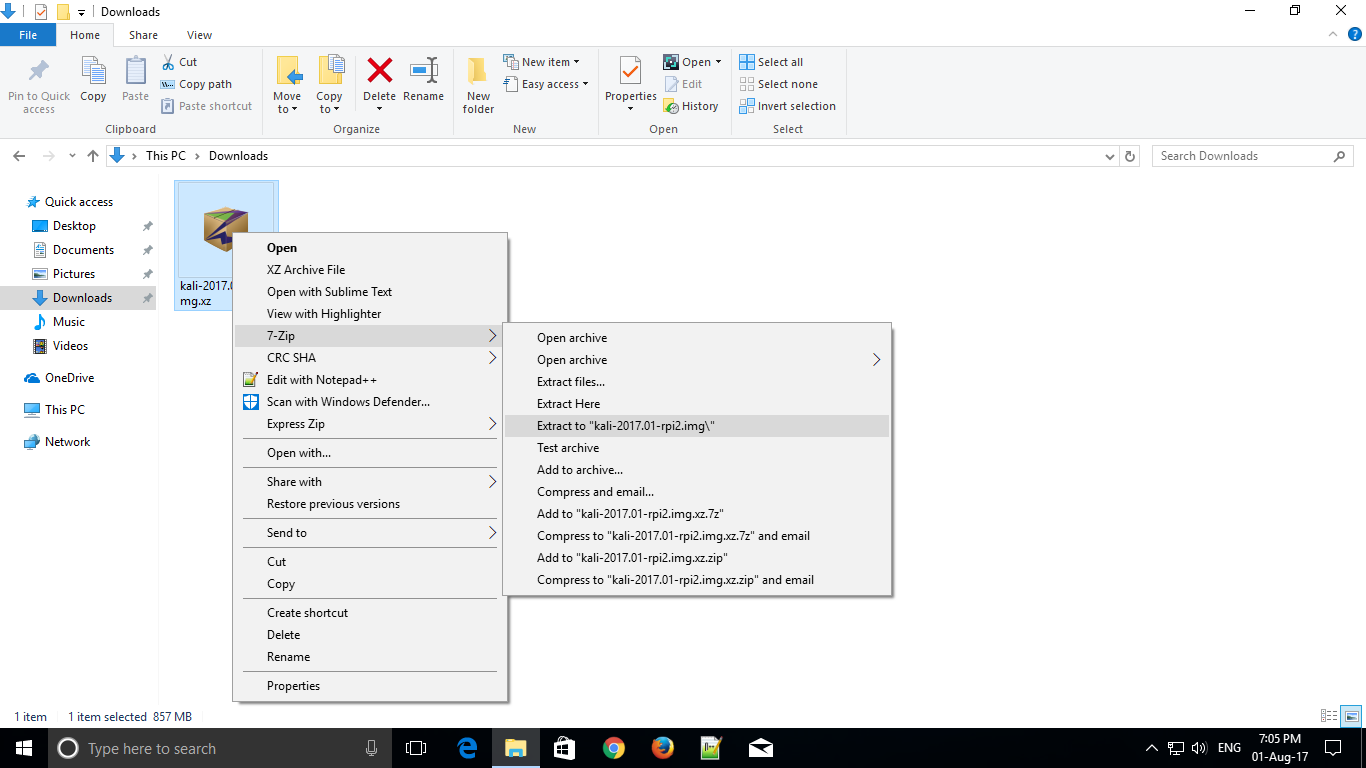 Downloads
File Home Share View
Pin to Quick access
Copy
Paste
Cut
Copy path
Paste shortcut
Clipboard
Move to
Copy to
Delete
Rename
Organize
New folder
New item
Easy access
New
Properties
Open
Edit
History
Open
Select all
Select none
Invert selection
Select
This PC > Downloads
Search Downloads
Quick access
Desktop
Documents
Pictures
Downloads
Music
Videos
OneDrive
This PC
Network
kali-2017.0
mg.xz
Open
XZ Archive File
Open with Sublime Text
View with Highlighter
7-Zip
CRC SHA
Edit with Notepad++
Scan with Windows Defender...
Express Zip
Open with...
Share with
Restore previous versions
Send to
Cut
Copy
Create shortcut
Delete
Rename
Properties
Open archive
Open archive
Extract files...
Extract Here
Extract to "kali-2017.01-rpi2.img\"
Test archive
Add to archive...
Compress and email...
Add to "kali-2017.01-rpi2.img.xz.7z"
Compress to "kali-2017.01-rpi2.img.xz.7z" and email
Add to "kali-2017.01-rpi2.img.xz.zip"
Compress to "kali-2017.01-rpi2.img.xz.zip" and email
1 item 1 item selected 857 MB
Type here to search
ENG
7:05 PM
01-Aug-17